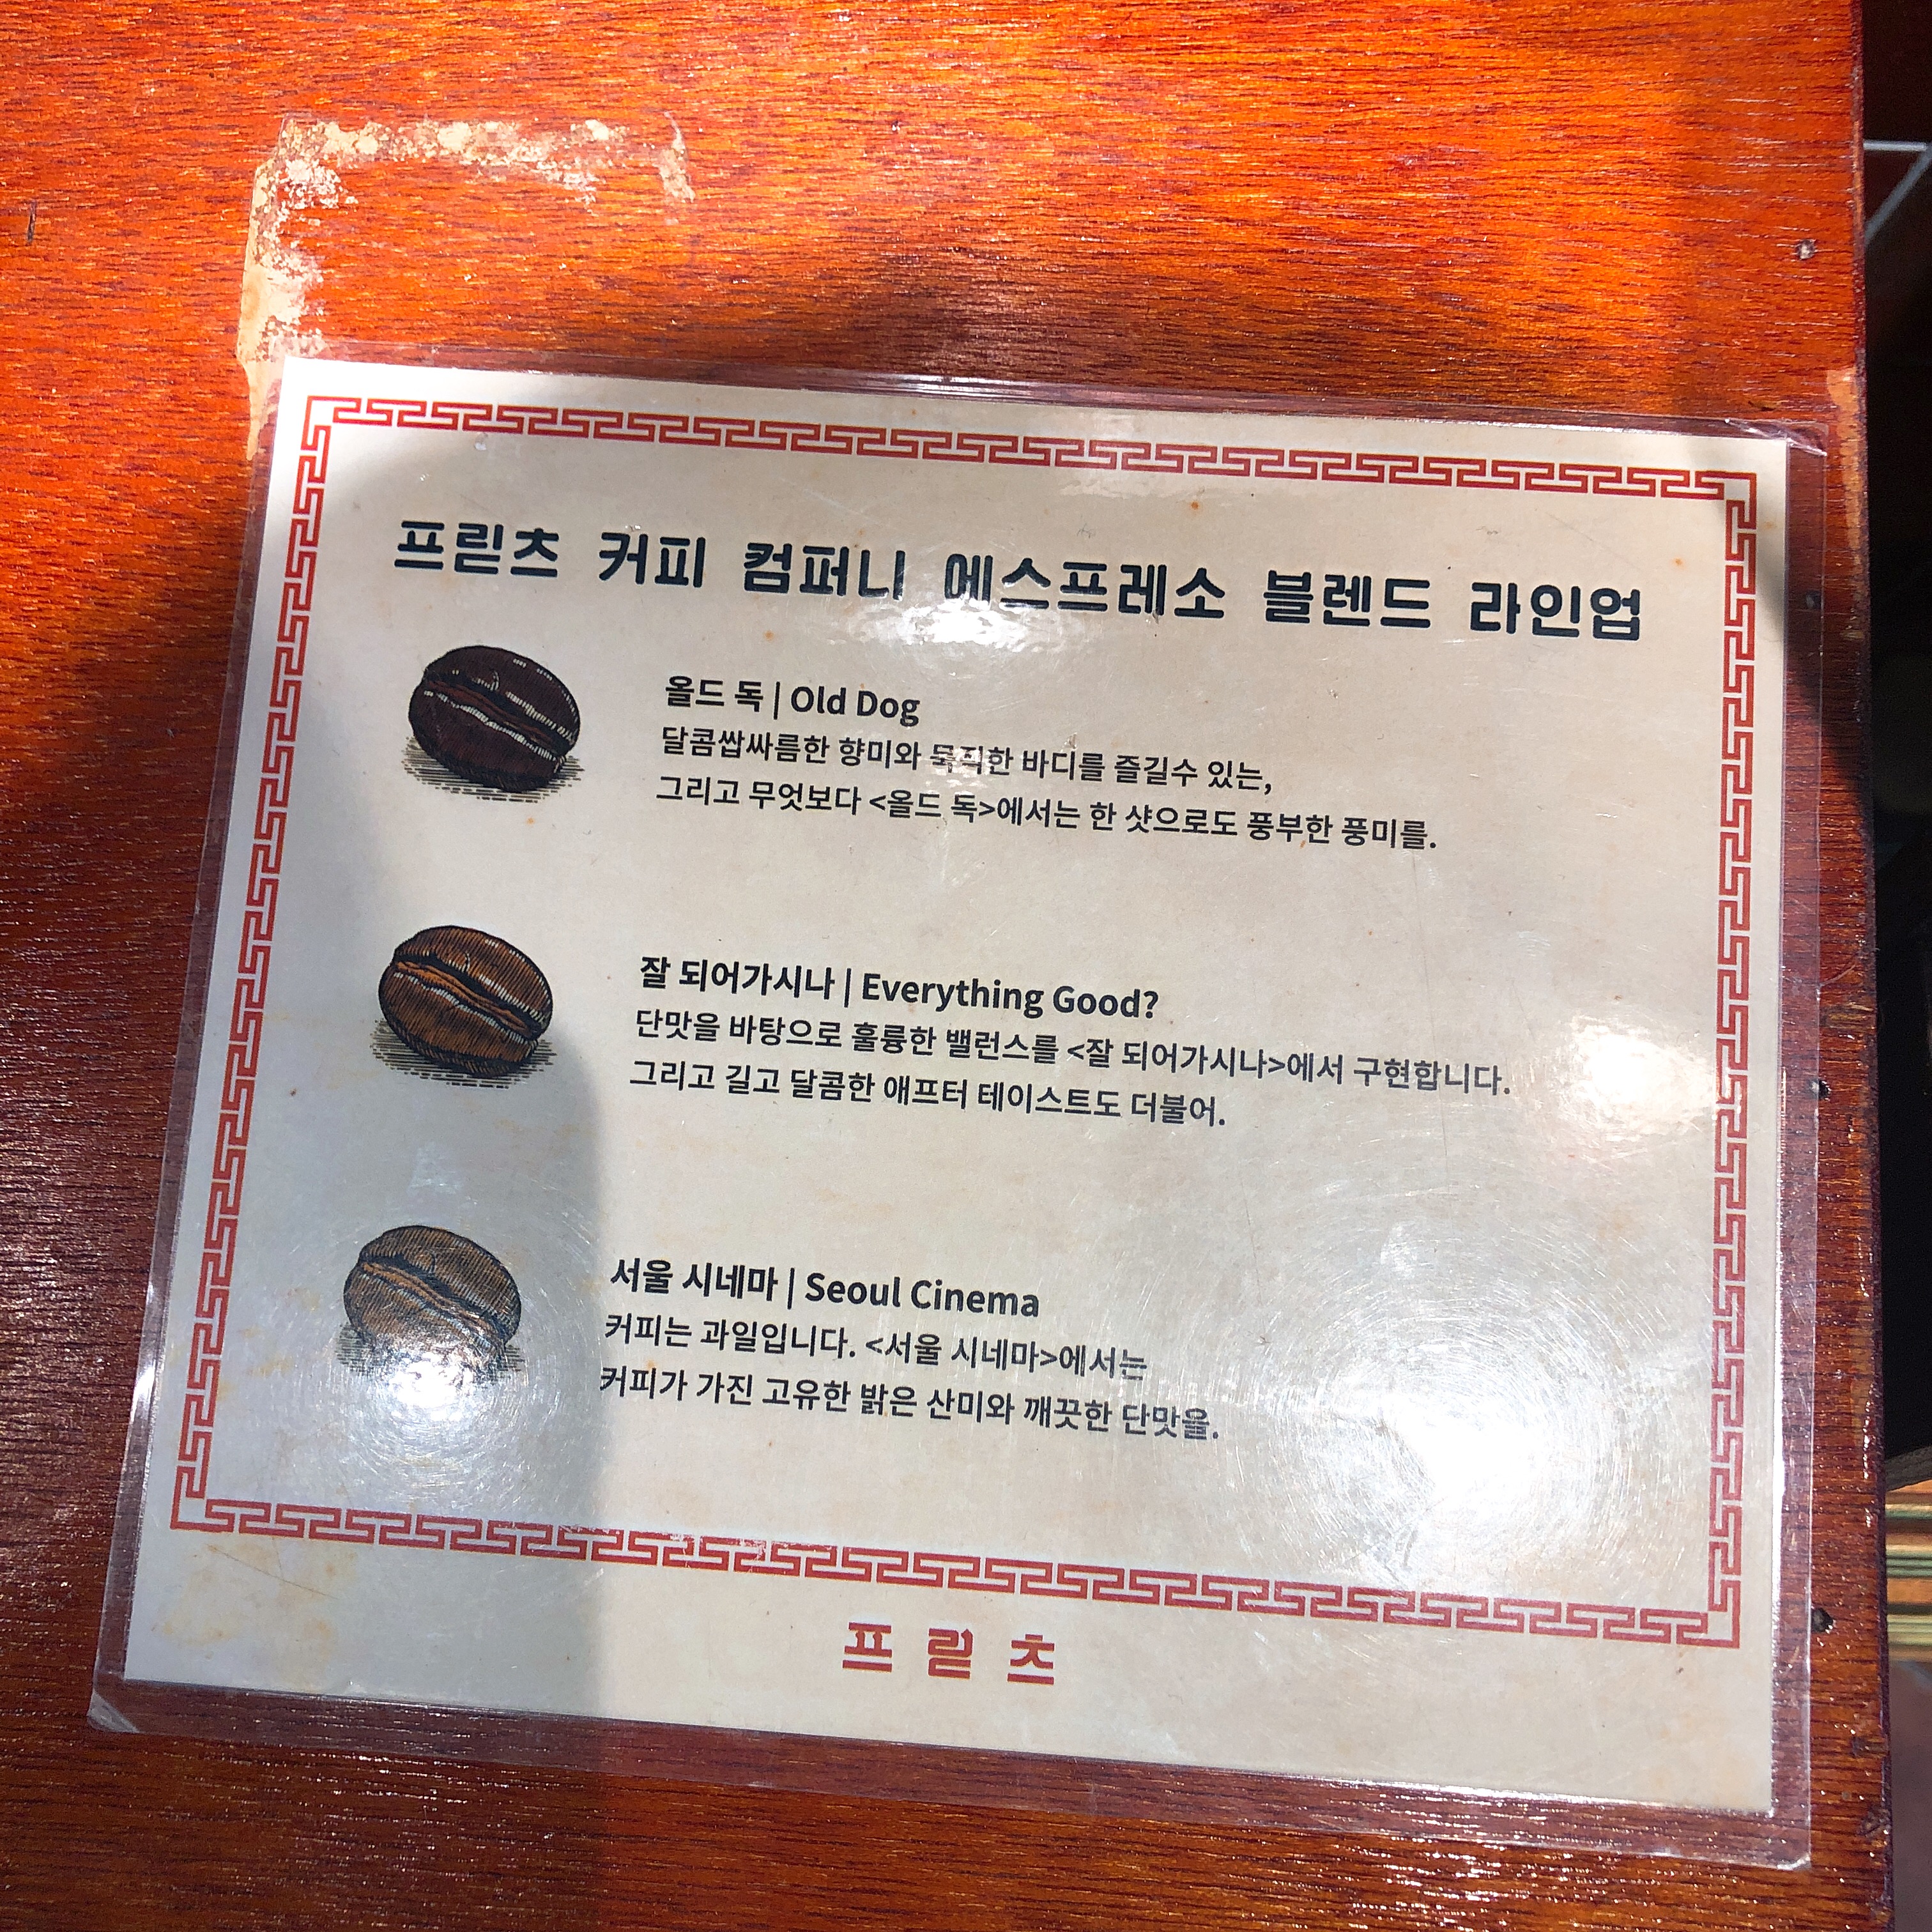 프릳츠 커피 컴퍼니 에스프레소 블렌드 라인업
올드 독 | Old Dog
달콤쌉싸름한 향미와 묵직한 바디를 즐길수 있는,
그리고 무엇보다 <올드 독>에서는 한 샷으로도 풍부한 풍미를.
잘 되어가시나 | Everything Good?
단맛을 바탕으로 훌륭한 밸런스를 <잘 되어가시나>에서 구현합니다.
그리고 길고 달콤한 애프터 테이스트도 더불어.
서울 시네마 | Seoul Cinema
커피는 과일입니다. <서울 시네마>에서는
커피가 가진 고유한 밝은 산미와 깨끗한 단맛을.
프릳츠